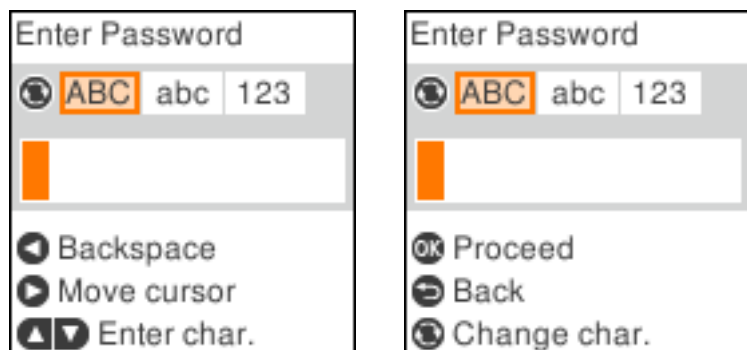 Enter Password
ABC abc 123
Backspace
Move cursor
Enter char.
Enter Password
ABC abc 123
OK Proceed
Back
Change char.